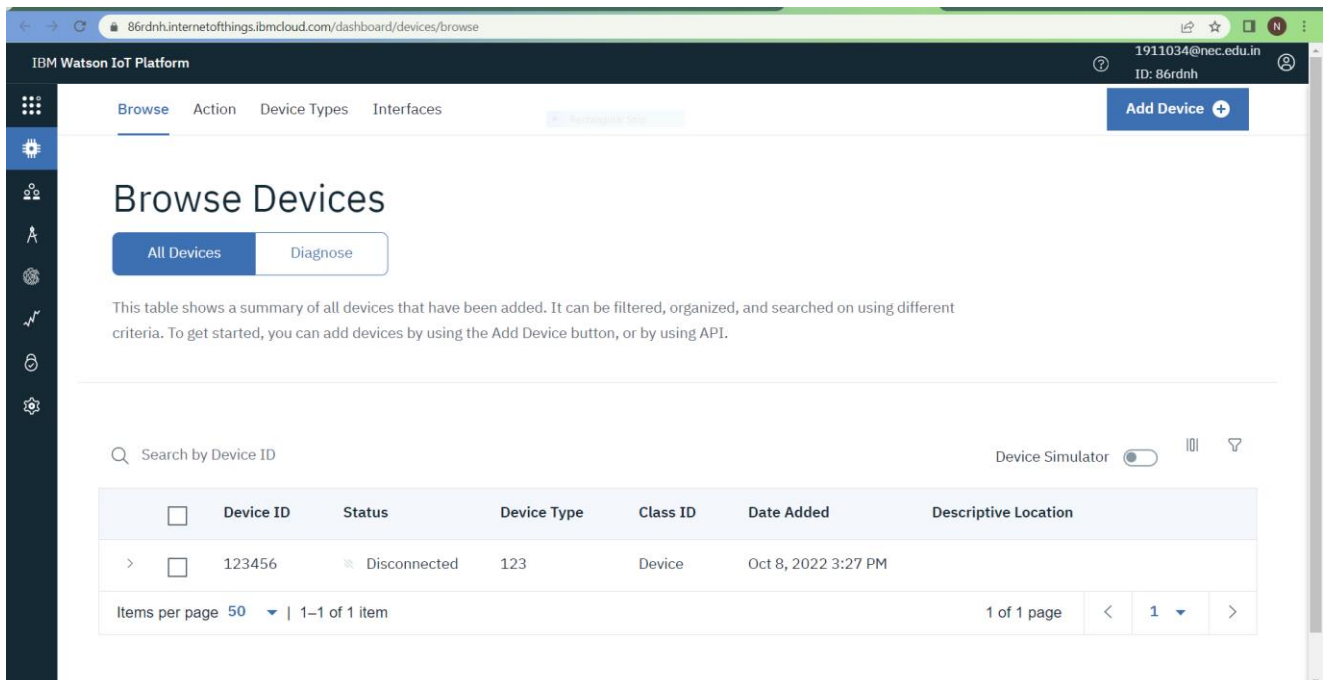 86rdnh.internetofthings.ibmcloud.com/dashboard/devices/browse
N
IBM Watson IoT Platform
1911034@nec.edu.in
ID: 86rdnh
Browse Action Device Types Interfaces
Rectangular Snip
Add Device
Browse Devices
All Devices Diagnose
This table shows a summary of all devices that have been added. It can be filtered, organized, and searched on using different
criteria. To get started, you can add devices by using the Add Device button, or by using API.
Search by Device ID
Device Simulator
Device ID Status Device Type Class ID Date Added Descriptive Location
123456 Disconnected 123 Device Oct 8, 2022 3:27 PM
Items per page 50 | 1–1 of 1 item 1 of 1 page 1